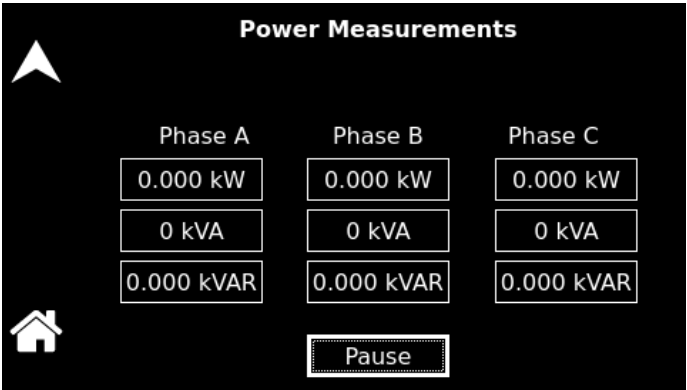 Power Measurements
Phase A Phase B Phase C
0.000 kW 0.000 kW 0.000 kW
0 kVA 0 kVA 0 kVA
0.000 kVAR 0.000 kVAR 0.000 kVAR
Pause